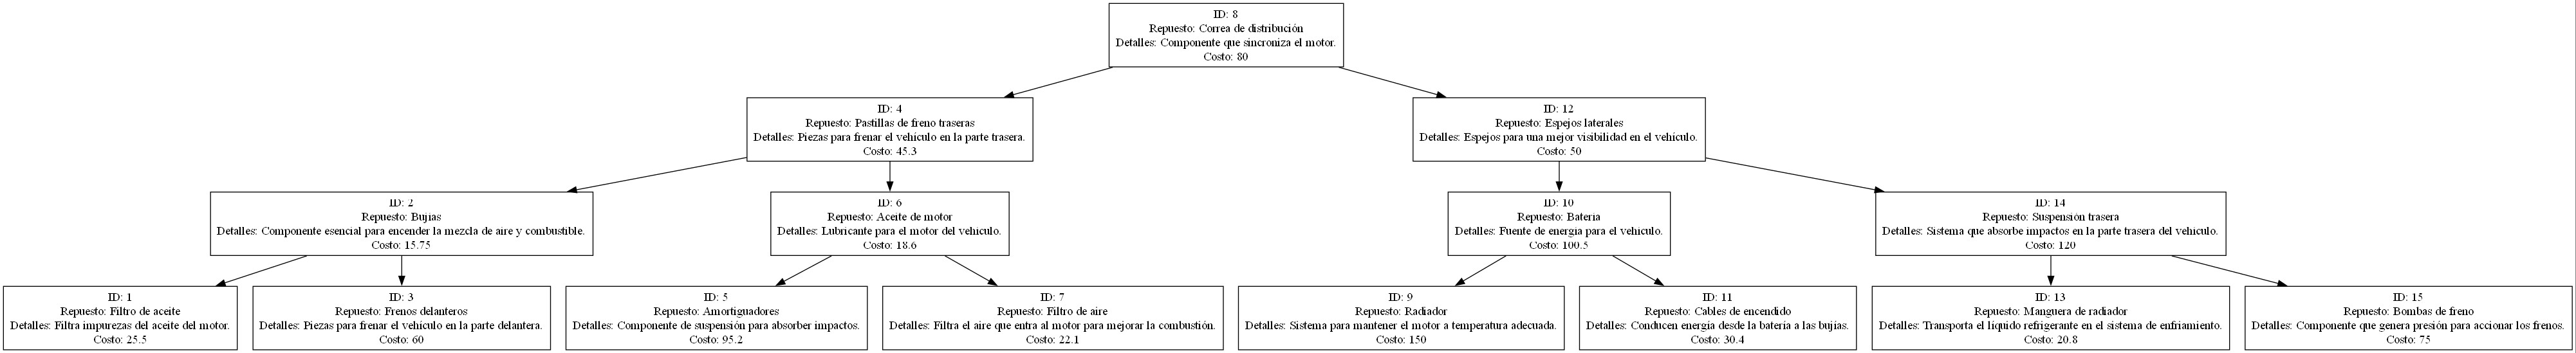 ID: 8
Repuesto: Correa de distribución
Detalles: Componente que sincroniza el motor.
Costo: 80
ID: 4
Repuesto: Pastillas de freno traseras
Detalles: Piezas para frenar el vehículo en la parte trasera.
Costo: 45.3
ID: 12
Repuesto: Espejos laterales
Detalles: Espejos para una mejor visibilidad en el vehículo.
Costo: 50
ID: 2
Repuesto: Bujías
Detalles: Componente esencial para encender la mezcla de aire y combustible.
Costo: 15.75
ID: 6
Repuesto: Aceite de motor
Detalles: Lubricante para el motor del vehículo.
Costo: 18.6
ID: 10
Repuesto: Batería
Detalles: Fuente de energía para el vehículo.
Costo: 100.5
ID: 14
Repuesto: Suspensión trasera
Detalles: Sistema que absorbe impactos en la parte trasera del vehículo.
Costo: 120
ID: 1
Repuesto: Filtro de aceite
Detalles: Filtra impurezas del aceite del motor.
Costo: 25.5
ID: 3
Repuesto: Frenos delanteros
Detalles: Piezas para frenar el vehículo en la parte delantera.
Costo: 60
ID: 5
Repuesto: Amortiguadores
Detalles: Componente de suspensión para absorber impactos.
Costo: 95.2
ID: 7
Repuesto: Filtro de aire
Detalles: Filtra el aire que entra al motor para mejorar la combustión.
Costo: 22.1
ID: 9
Repuesto: Radiador
Detalles: Sistema para mantener el motor a temperatura adecuada.
Costo: 150
ID: 11
Repuesto: Cables de encendido
Detalles: Conducen energía desde la batería a las bujías.
Costo: 30.4
ID: 13
Repuesto: Manguera de radiador
Detalles: Transporta el líquido refrigerante en el sistema de enfriamiento.
Costo: 20.8
ID: 15
Repuesto: Bombas de freno
Detalles: Componente que genera presión para accionar los frenos.
Costo: 75